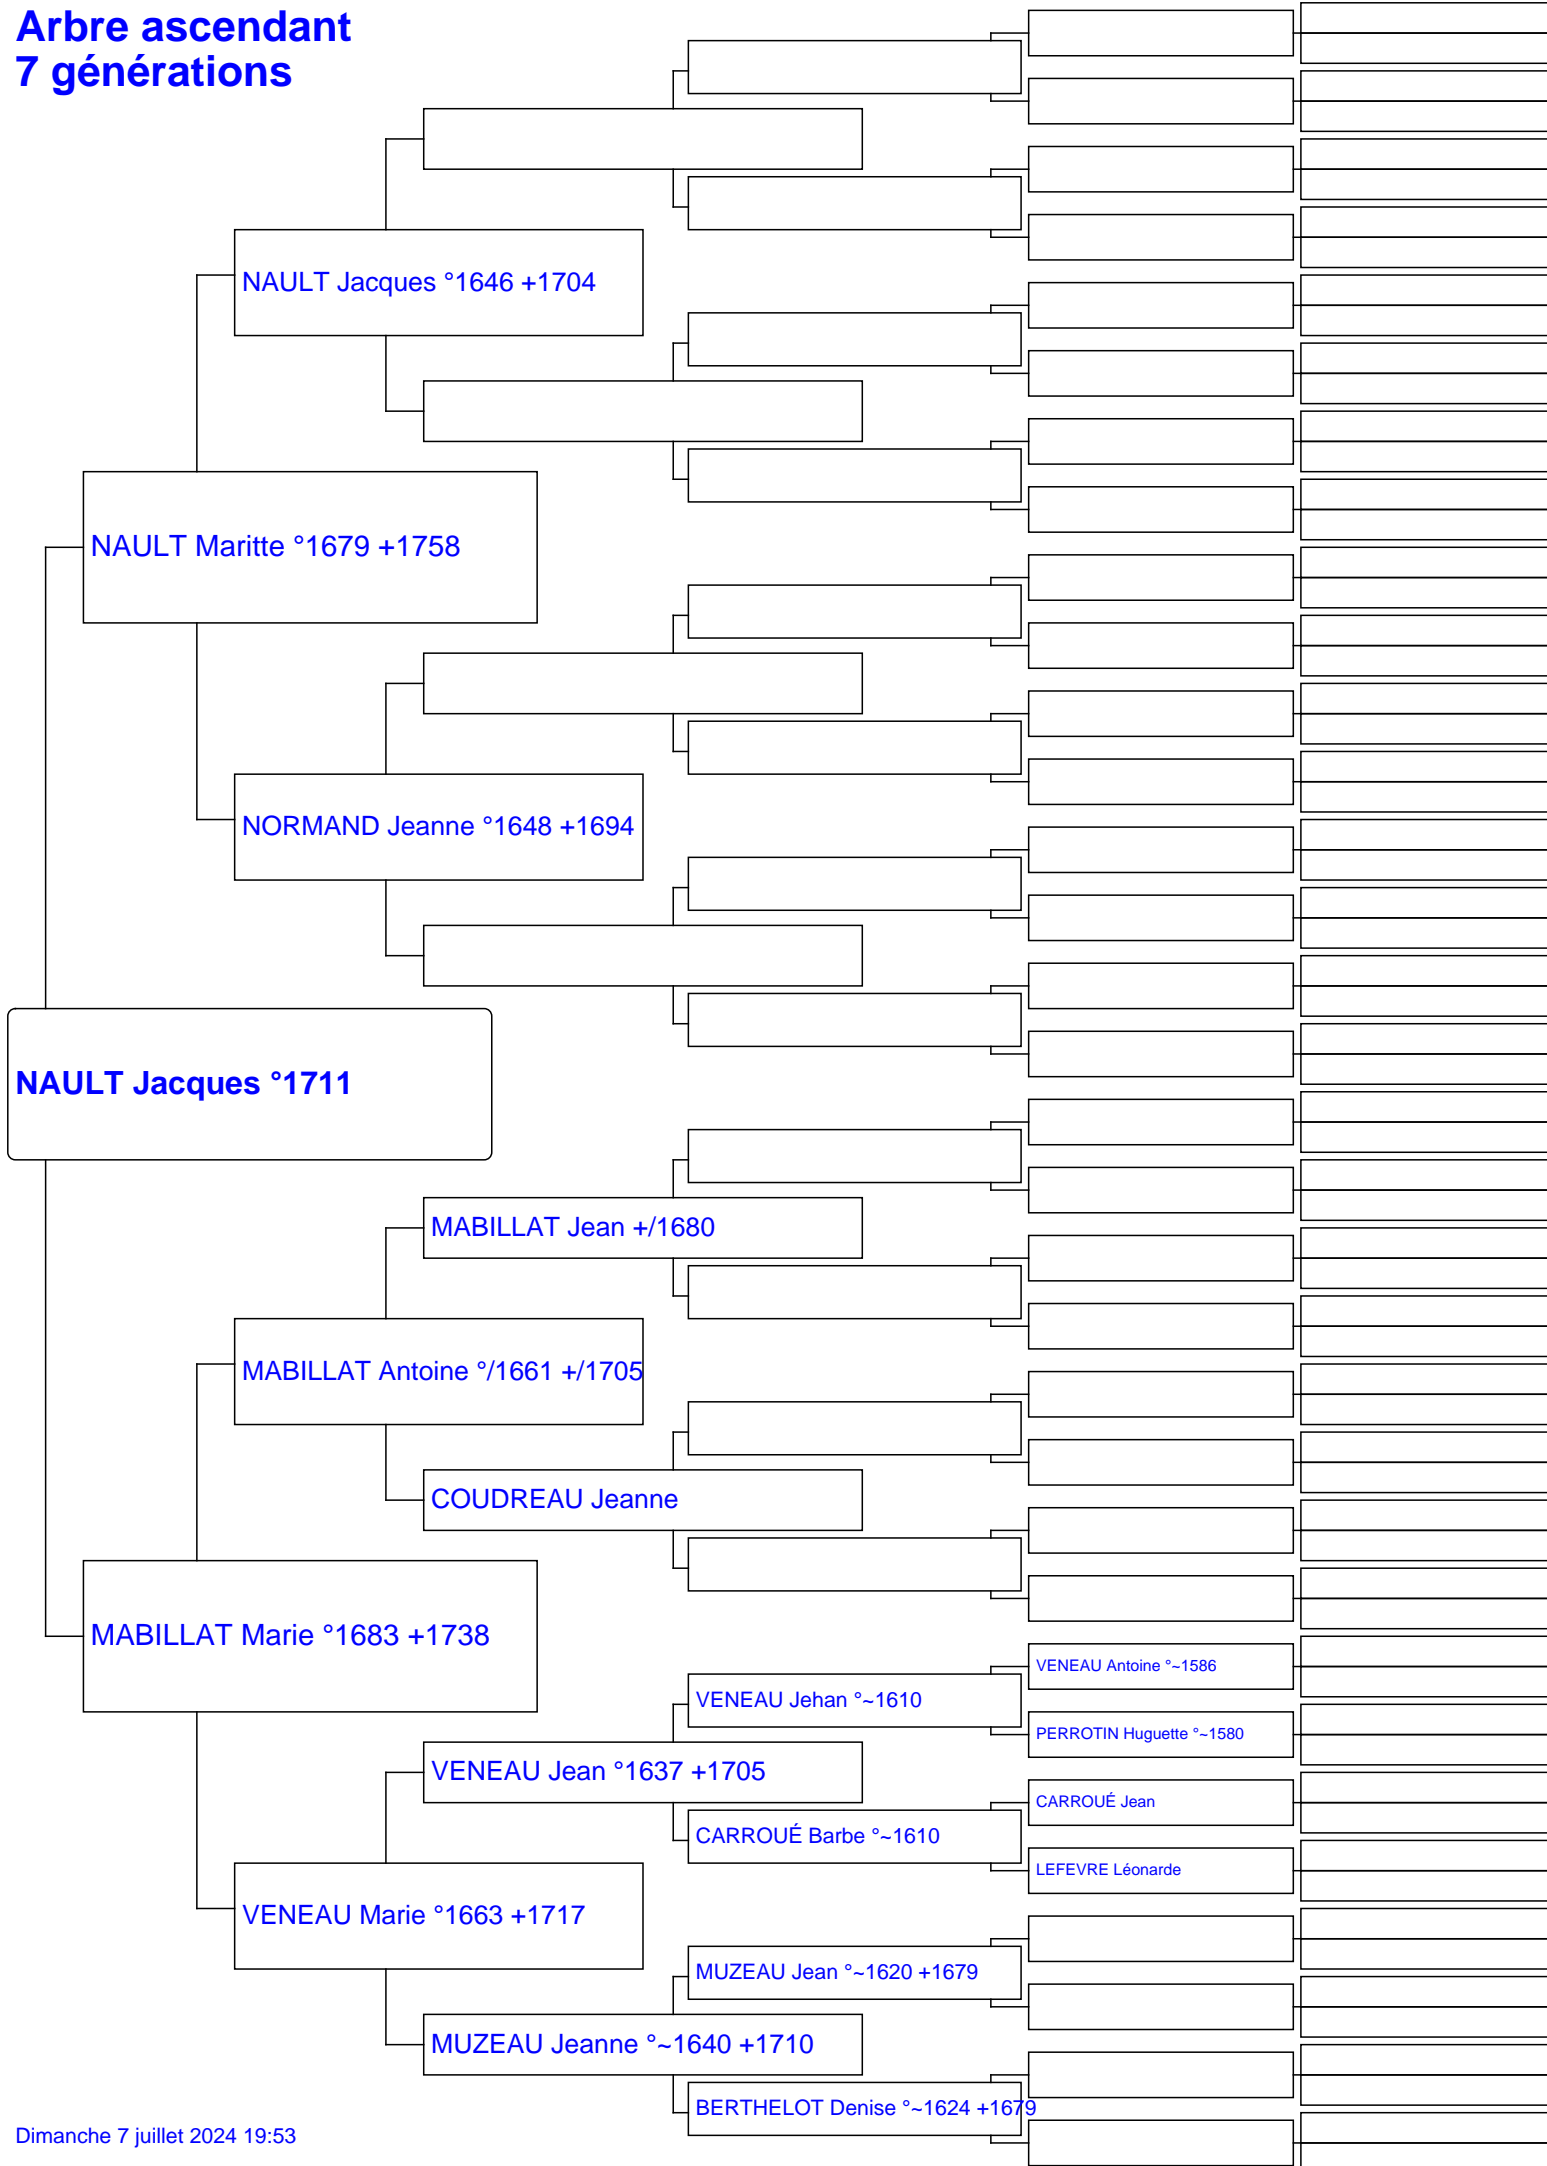 Arbre ascendant
7 générations
NAULT Jacques °1646 +1704
NAULT Maritte °1679 +1758
NORMAND Jeanne °1648 +1694
NAULT Jacques °1711
MABILLAT Jean +/1680
MABILLAT Antoine °/1661 +/1705
COUDREAU Jeanne
MABILLAT Marie °1683 +1738
VENEAU Antoine °~1586
VENEAU Jehan °~1610
PERROTIN Huguette °~1580
VENEAU Jean °1637 +1705
CARROUÉ Jean
CARROUÉ Barbe °~1610
LEFEVRE Léonarde
VENEAU Marie °1663 +1717
MUZEAU Jean °~1620 +1679
MUZEAU Jeanne °~1640 +1710
BERTHELOT Denise °~1624 +1679
Dimanche 7 juillet 2024 19:53